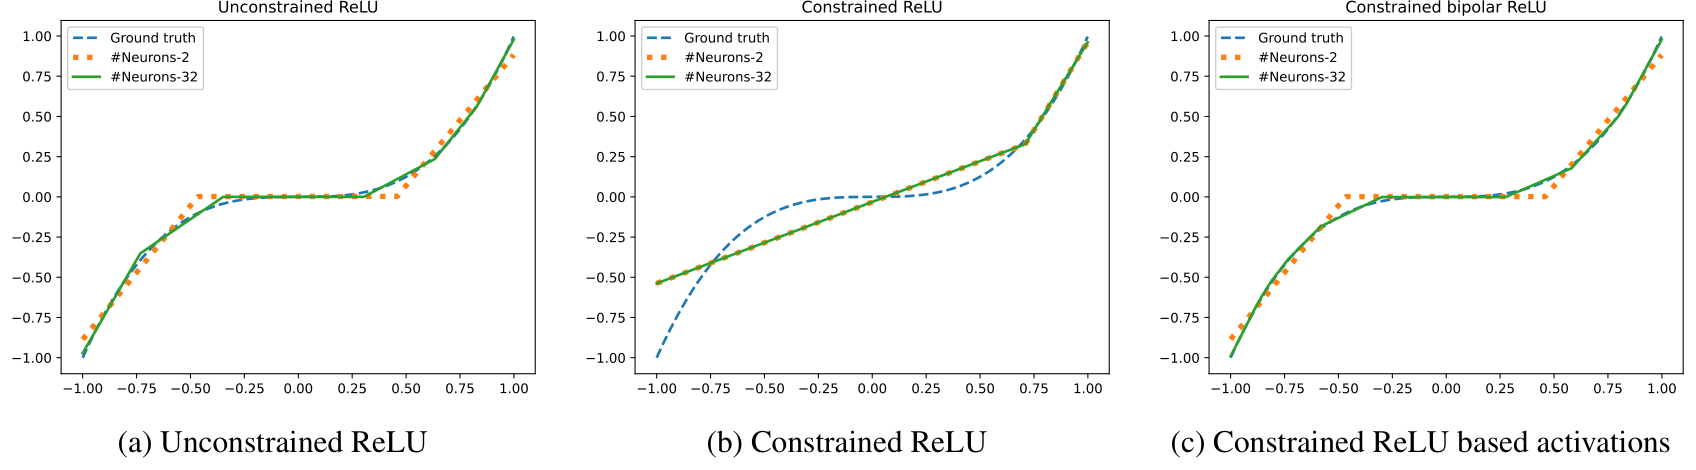 Unconstrained ReLU
1.00
0.75
0.50
0.25
0.00
−0.25
−0.50
−0.75
−1.00
Ground truth
#Neurons-2
#Neurons-32
−1.00 −0.75 −0.50 −0.25 0.00 0.25 0.50 0.75 1.00
(a) Unconstrained ReLU
Constrained ReLU
1.00
0.75
0.50
0.25
0.00
−0.25
−0.50
−0.75
−1.00
Ground truth
#Neurons-2
#Neurons-32
−1.00 −0.75 −0.50 −0.25 0.00 0.25 0.50 0.75 1.00
(b) Constrained ReLU
Constrained bipolar ReLU
1.00
0.75
0.50
0.25
0.00
−0.25
−0.50
−0.75
−1.00
Ground truth
#Neurons-2
#Neurons-32
−1.00 −0.75 −0.50 −0.25 0.00 0.25 0.50 0.75 1.00
(c) Constrained ReLU based activations